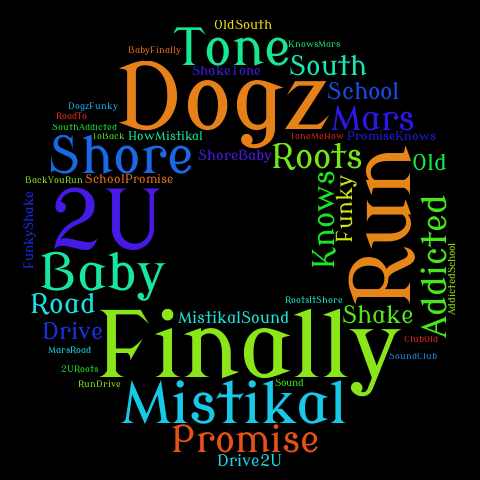 OldSouth
Tone
KnowsMars
BabyFinally
South
ShakeTone
Dogz
School
DogzFunky
Mars
RoadTo
SouthAddicted
ToBack
HowMistikal
ToneMeHow
PromiseKnows
Shore
ShoreBaby
Roots
Old
BackYouRun
SchoolPromise
Run
Knows
Funky
2U
FunkyShake
Addicted
AddictedSchool
Baby
Road
RootsItShore
MistikalSound
Shake
Drive
Finally
ClubOld
MarsRoad
SoundClub
2URoots
RunDrive
Sound
Mistikal
Promise
Drive2U